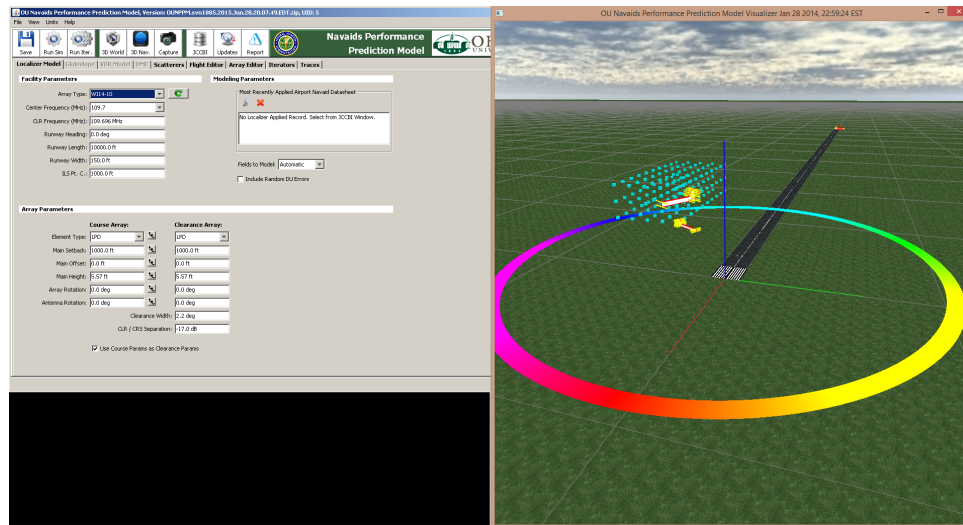 OU Navaids Performance Prediction Model, Version: OUNPPM.svn1885.2015.Jun.28.20.07.49.EDT.zip, UID: 5
OU Navaids Performance Prediction Model Visualizer Jan 28 2014, 22:59:24 EST
File View Units Help
Save Run Sim Run Iter. 3D World 3D Nav. Capture JCCBI Updates Report
Navaids Performance
Prediction Model
Localizer Model Glideslope VOR Model DME Scatterers Flight Editor Array Editor Iterators Traces
Facility Parameters
Modeling Parameters
Array Type: WI14-10
Most Recently Applied Airport Navaid Datasheet
Center Frequency (MHz): 109.7
CLR Frequency (MHz): 109.696 MHz
No Localizer Applied Record. Select from JCCBI Window.
Runway Heading: 0.0 deg
Runway Length: 10000.0 ft
Runway Width: 150.0 ft
Fields to Model: Automatic
ILS Pt. C.: 1000.0 ft
Include Random DU Errors
Array Parameters
Course Array: Clearance Array:
Element Type: LPD LPD
Main Setback: 1000.0 ft 1000.0 ft
Main Offset: 0.0 ft 0.0 ft
Main Height: 5.57 ft 5.57 ft
Array Rotation: 0.0 deg 0.0 deg
Antenna Rotation: 0.0 deg 0.0 deg
Clearance Width: 2.2 deg
CLR / CRS Separation: -17.0 dB
Use Course Params as Clearance Params